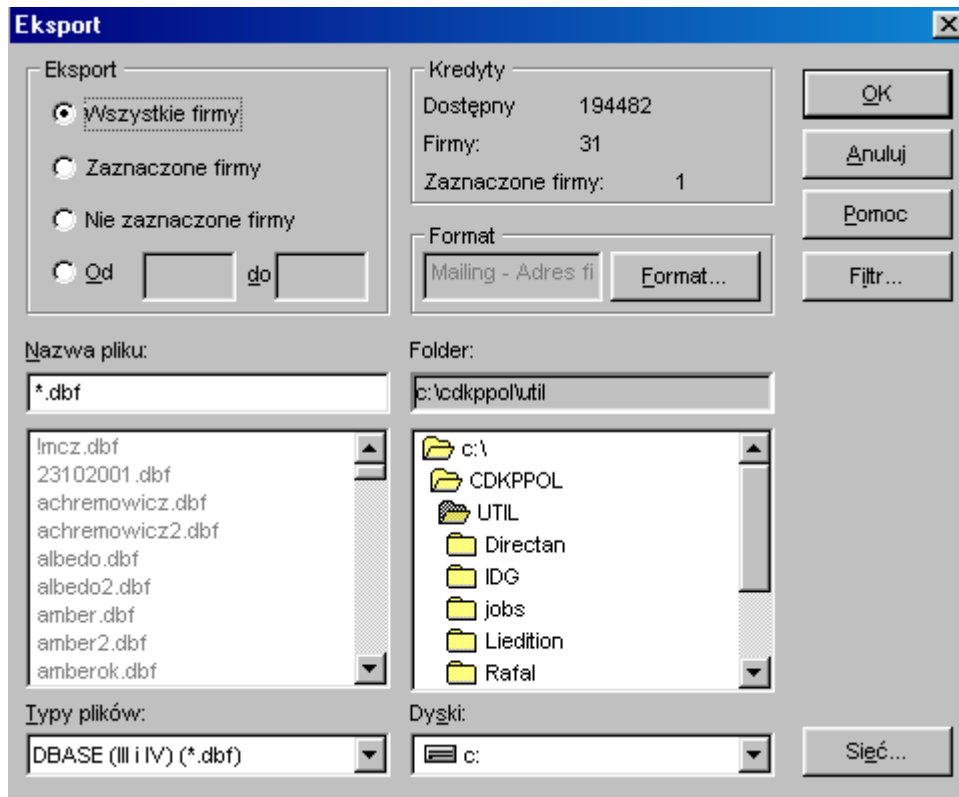 Eksport
Eksport
Wszystkie firmy
Zaznaczone firmy
Nie zaznaczone firmy
Od do
Kredyty
Dostępny 194482
Firmy: 31
Zaznaczone firmy: 1
Format
Mailing - Adres fi Format...
OK
Anuluj
Pomoc
Filtr...
Nazwa pliku:
*.dbf
!mcz.dbf
23102001.dbf
achremowicz.dbf
achremowicz2.dbf
albedo.dbf
albedo2.dbf
amber.dbf
amber2.dbf
amberok.dbf
Typy plików:
DBASE (III i IV) (*.dbf)
Folder:
c:\cdkppol\util
c:\
CDKPPOL
UTIL
Directan
IDG
jobs
Liedition
Rafal
Dyski:
c:
Sieć...